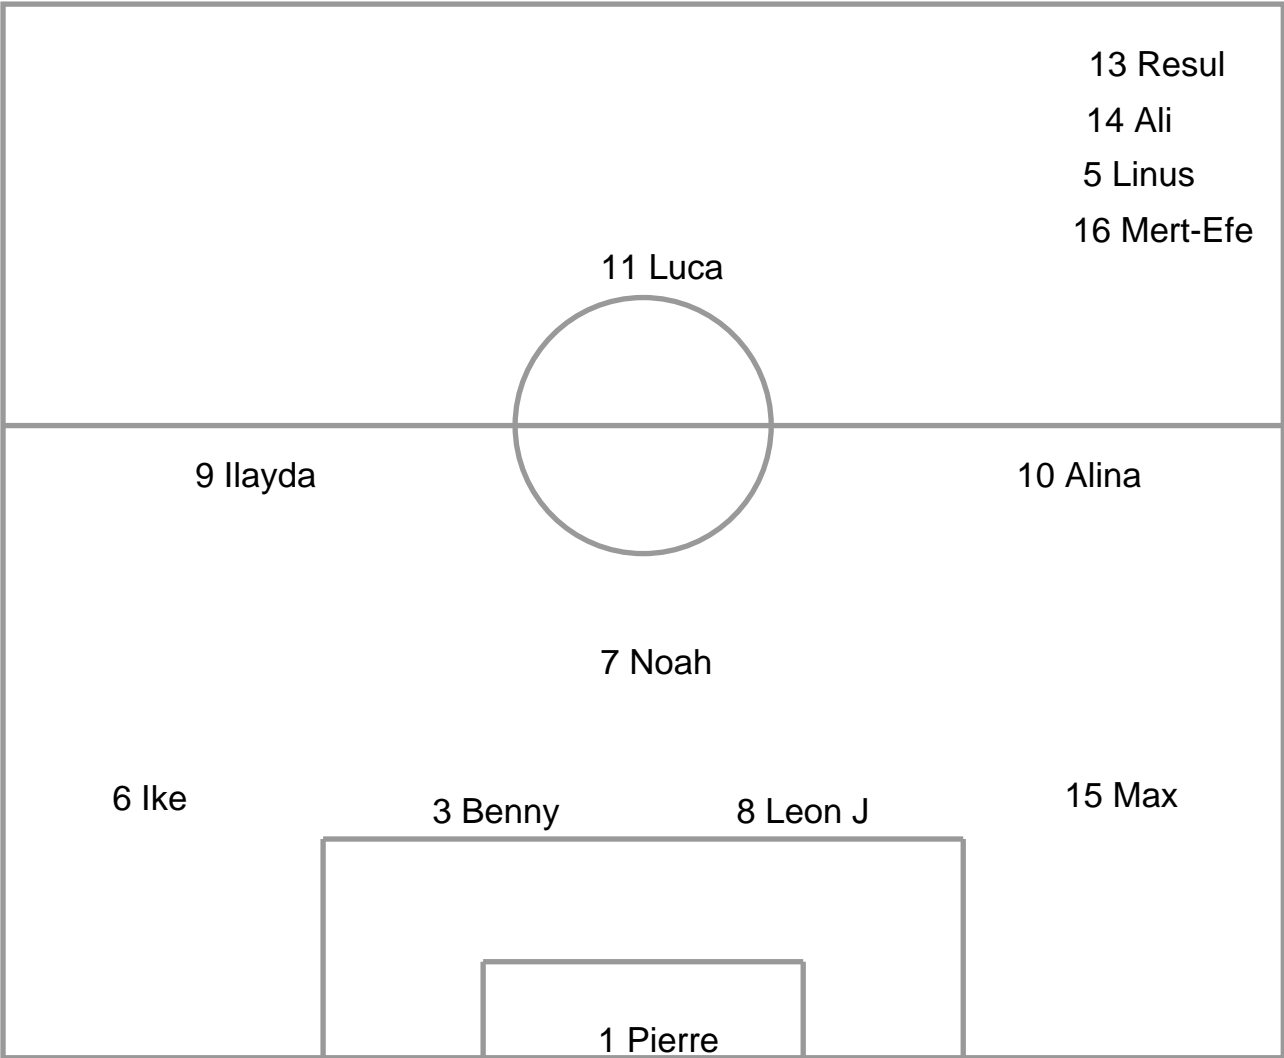 13 Resul
14 Ali
5 Linus
16 Mert-Efe
11 Luca
9 Ilayda
10 Alina
7 Noah
6 Ike
3 Benny
8 Leon J
15 Max
1 Pierre